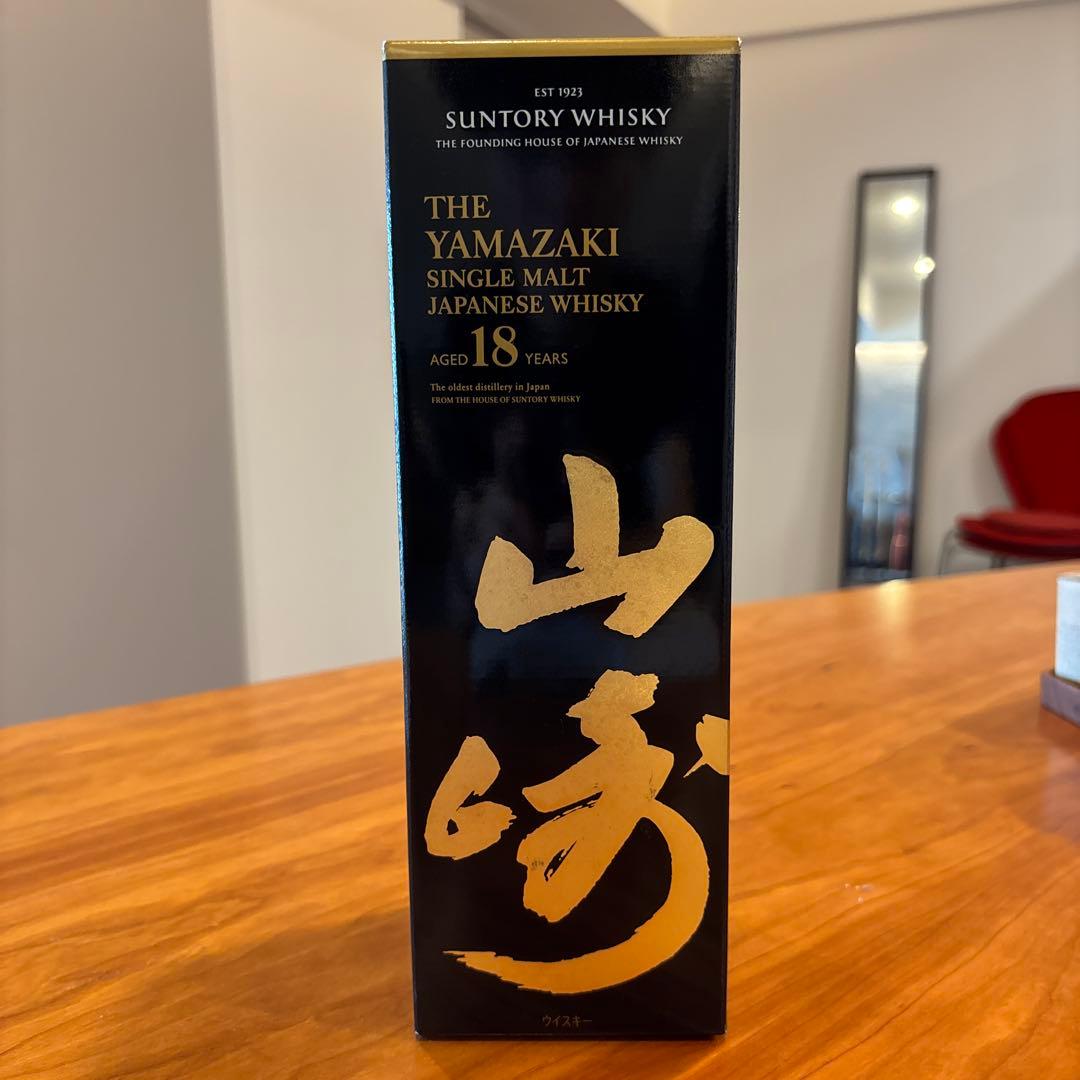 EST 1923
SUNTORY WHISKY
THE FOUNDING HOUSE OF JAPANESE WHISKY
THE
YAMAZAKI
SINGLE MALT
JAPANESE WHISKY
AGED 18 YEARS
The oldest distillery in Japan
FROM THE HOUSE OF SUNTORY WHISKY
山
崎
ウイスキー